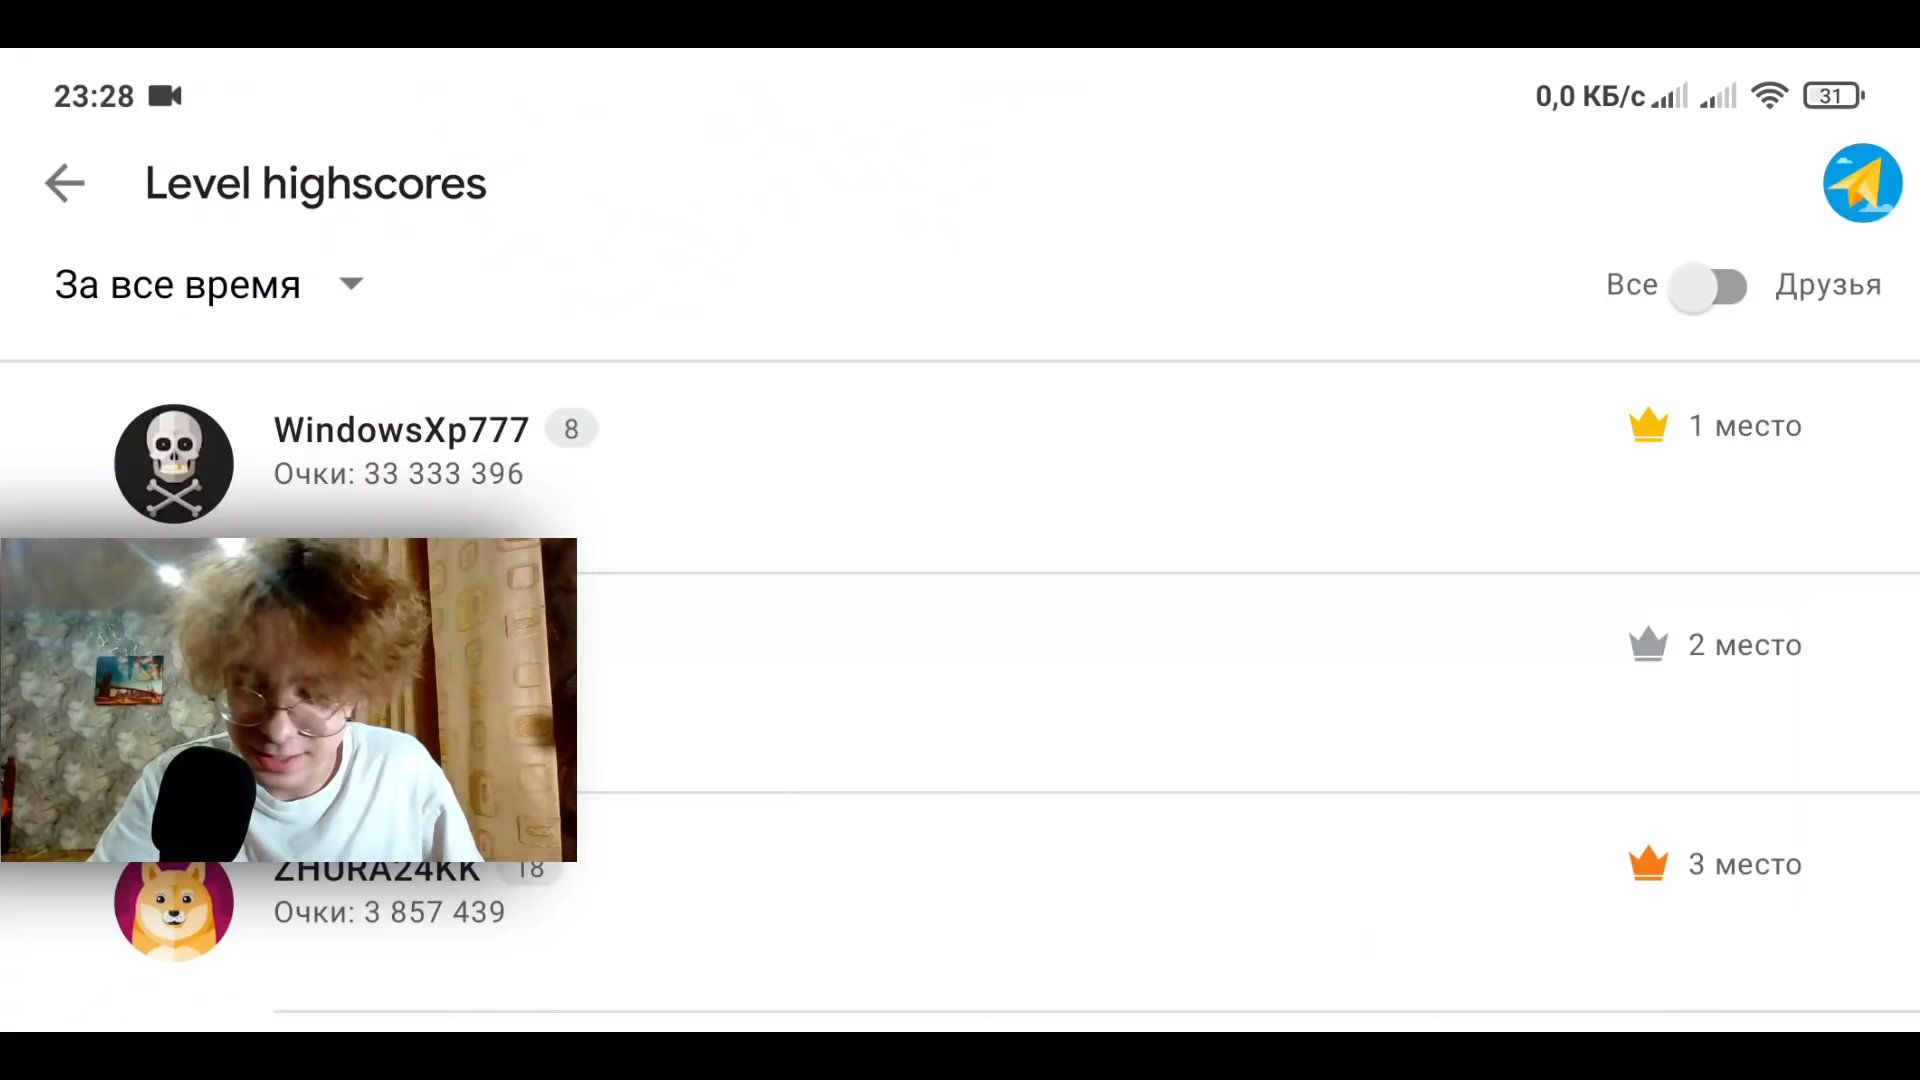 23:28
0,0 КБ/с
31
Level highscores
За все время
Все
Друзья
WindowsXp777 8
1 место
Очки: 33 333 396
2 место
ZHURA24KK 18
3 место
Очки: 3 857 439